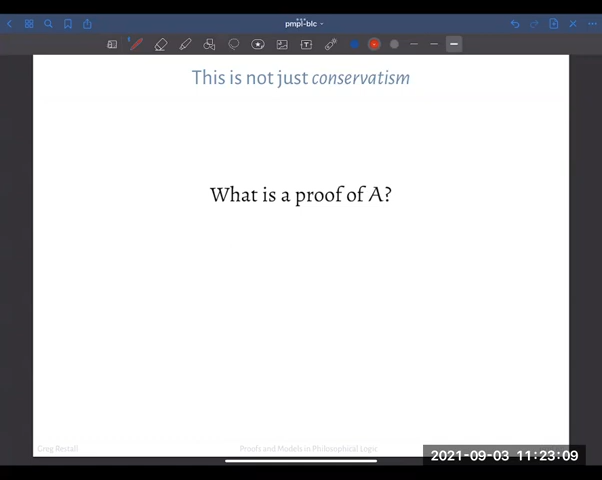 pmpl-blc
This is not just conservatism
What is a proof of A?
Greg Restall
Proofs and Models in Philosophical Logic
2021-09-03 11:23:09